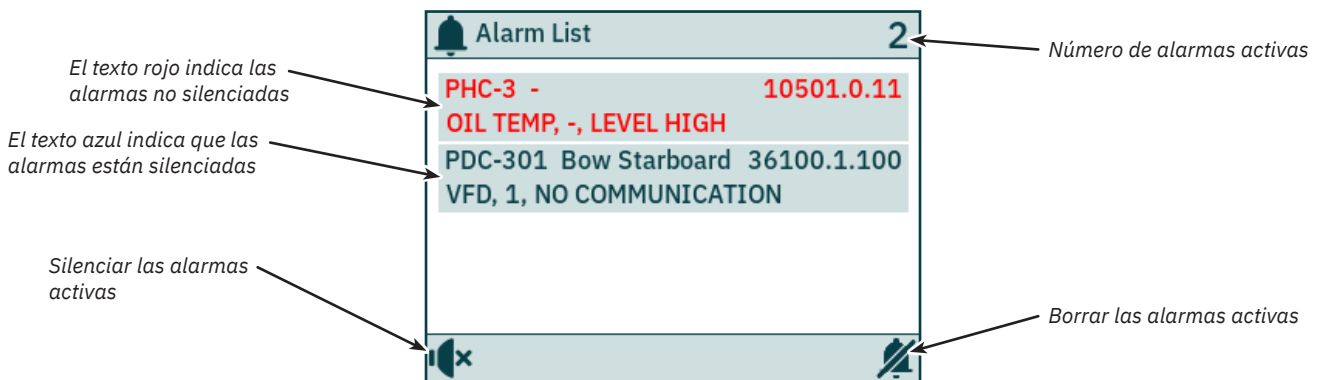 Alarm List 2
Número de alarmas activas
El texto rojo indica las
alarmas no silenciadas
PHC-3 - 10501.0.11
OIL TEMP, -, LEVEL HIGH
El texto azul indica que las
alarmas están silenciadas
PDC-301 Bow Starboard 36100.1.100
VFD, 1, NO COMMUNICATION
Silenciar las alarmas
activas
Borrar las alarmas activas